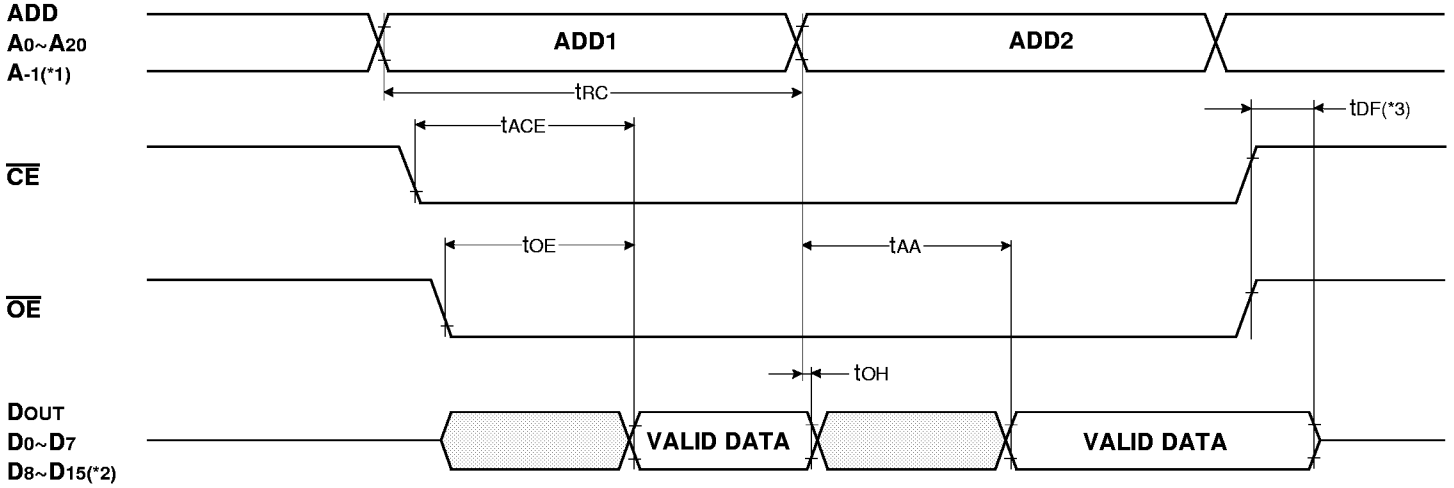 ADD
A0~A20
A-1(*1)
ADD1
ADD2
tRC
tACE
tDF(*3)
CE
tOE
tAA
OE
tOH
DOUT
D0~D7
D8~D15(*2)
VALID DATA
VALID DATA